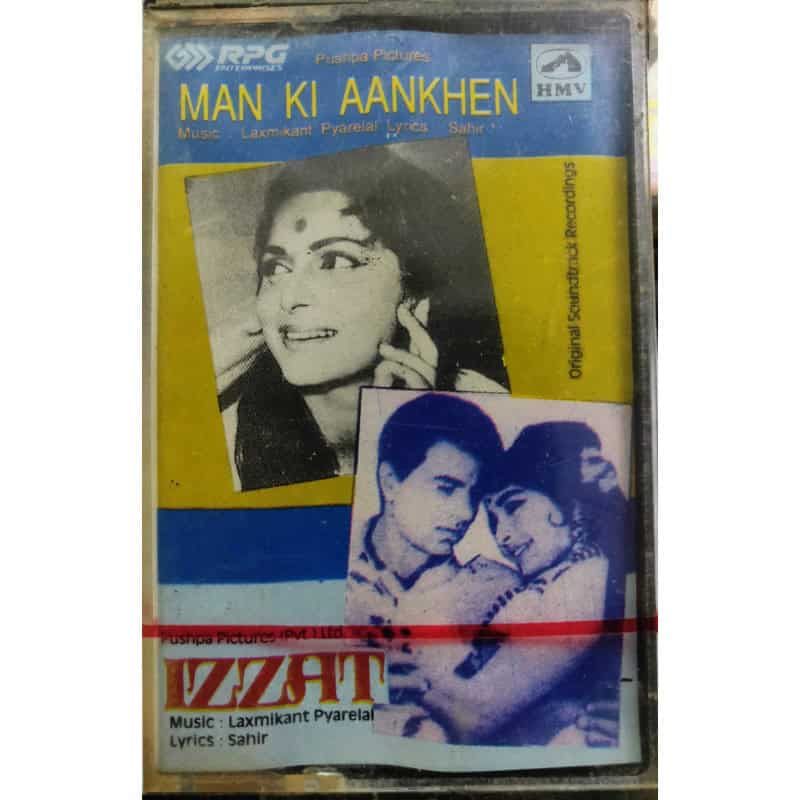 RPG
ENTERPRISES
Pushpa Pictures
HMV
MAN KI AANKHEN
Music : Laxmikant Pyarelal Lyrics : Sahir
Original Soundtrack Recordings
Pushpa Pictures (Pvt.) Ltd.
IZZAT
Music : Laxmikant Pyarelal
Lyrics : Sahir